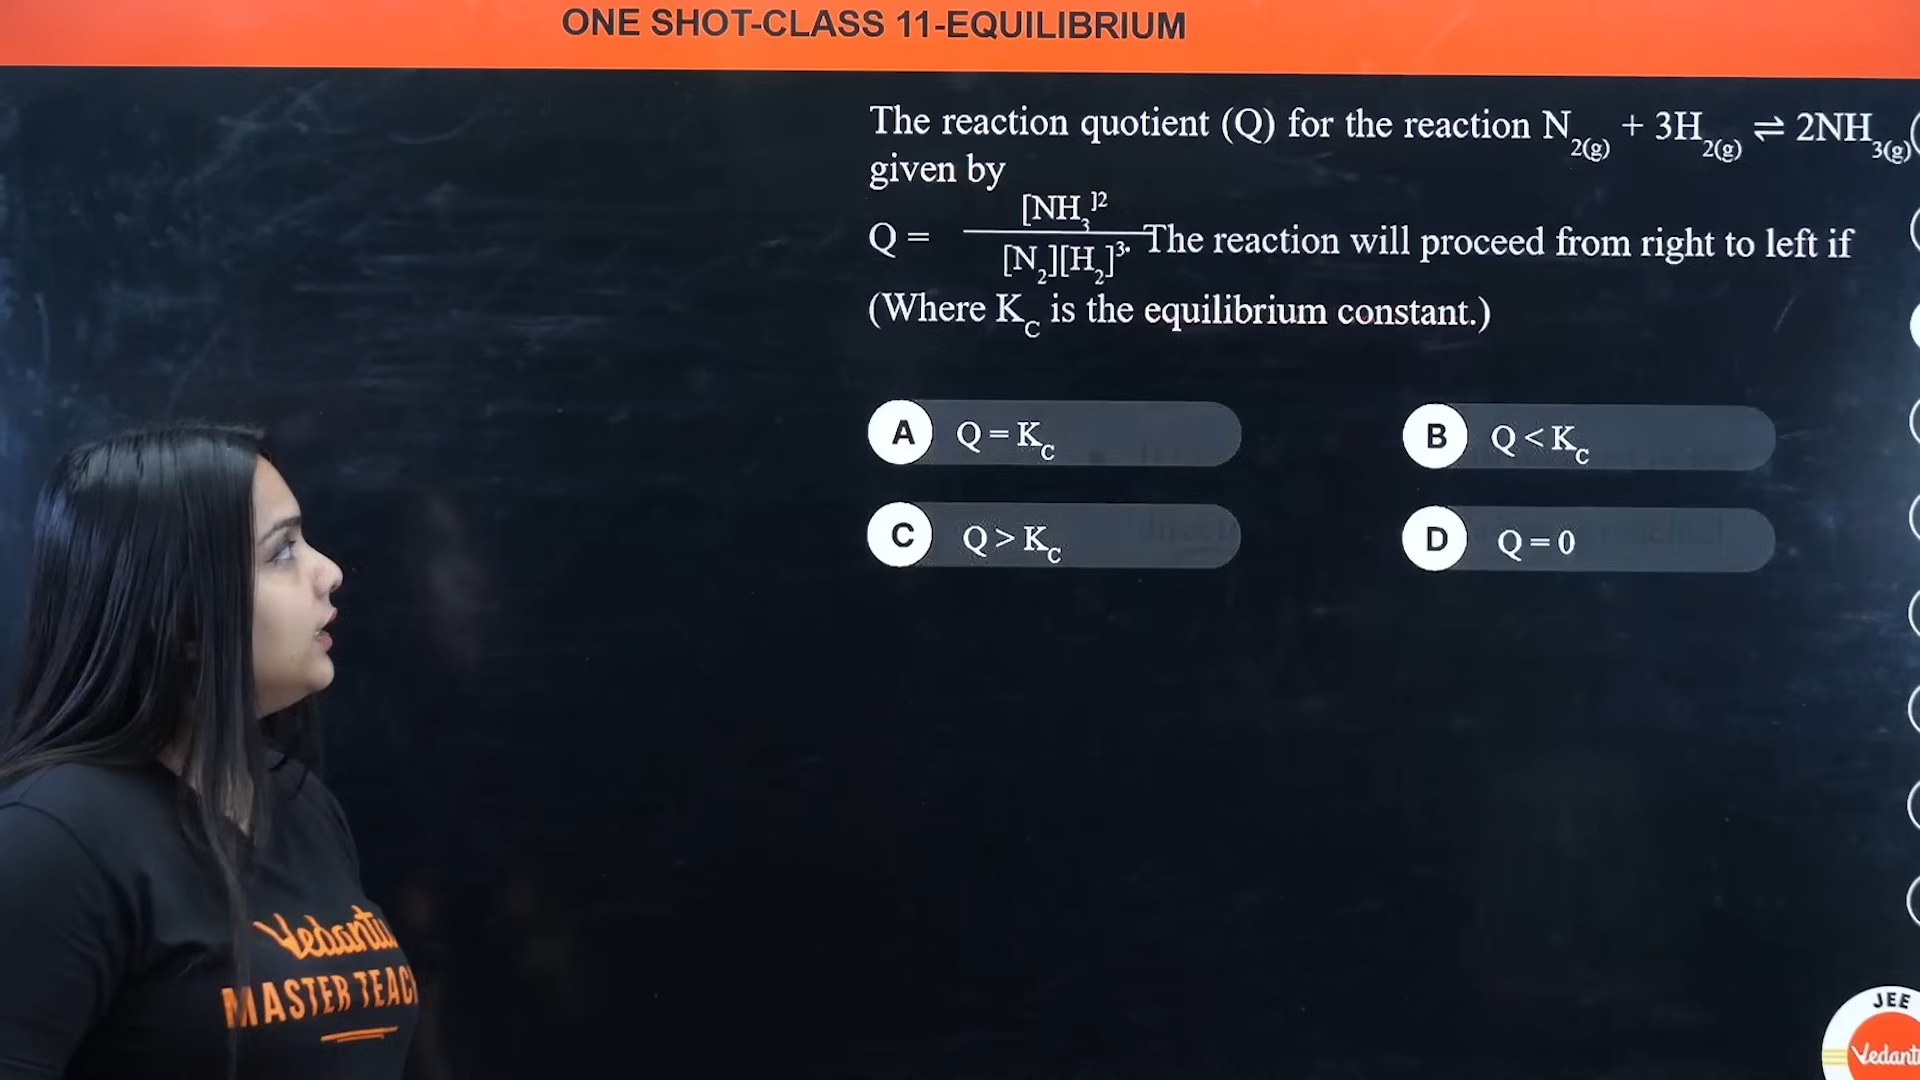 ONE SHOT-CLASS 11-EQUILIBRIUM
The reaction quotient (Q) for the reaction N2(g) + 3H2(g) ⇌ 2NH3(g)
given by
Q = [NH3]2 / [N2][H2]3. The reaction will proceed from right to left if
(Where KC is the equilibrium constant.)
A Q = KC
B Q < KC
C Q > KC
D Q = 0
Vedantu
MASTER TEAC
JEE
Vedant